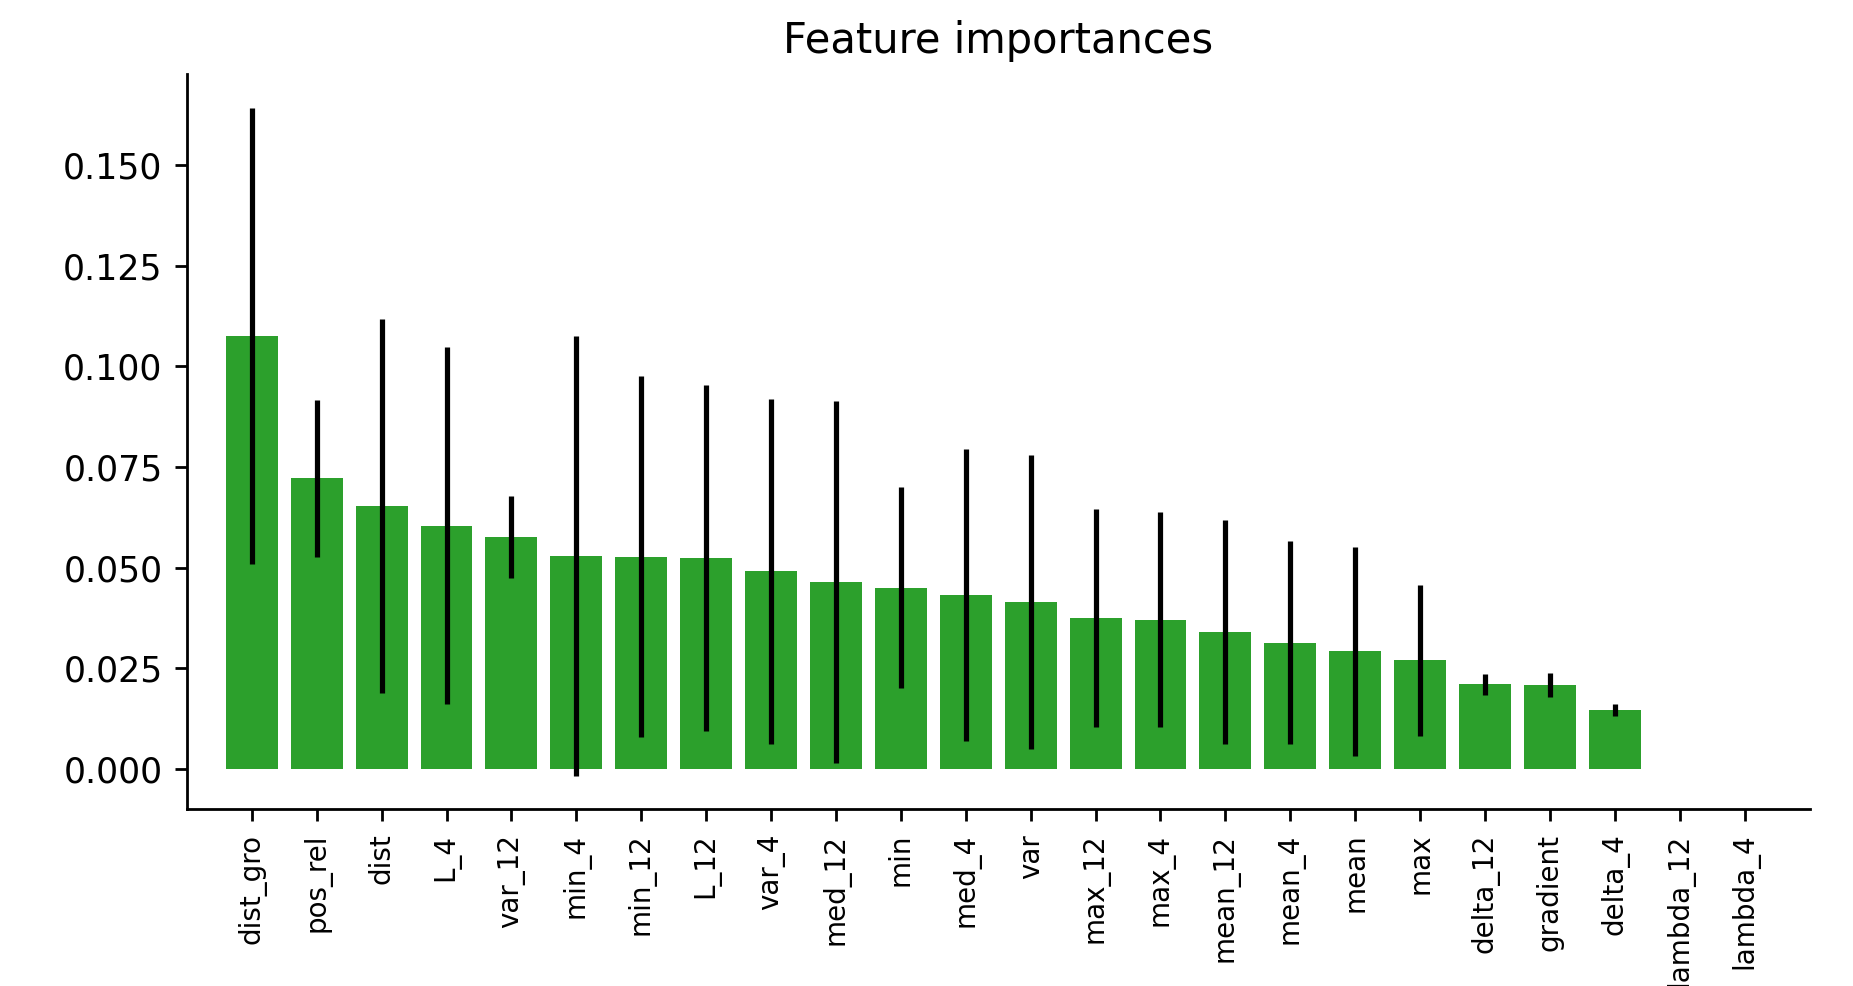 Feature importances
0.150
0.125
0.100
0.075
0.050
0.025
0.000
dist_gro
pos_rel
dist
L_4
var_12
min_4
min_12
L_12
var_4
med_12
min
med_4
var
max_12
max_4
mean_12
mean_4
mean
max
delta_12
gradient
delta_4
lambda_12
lambda_4